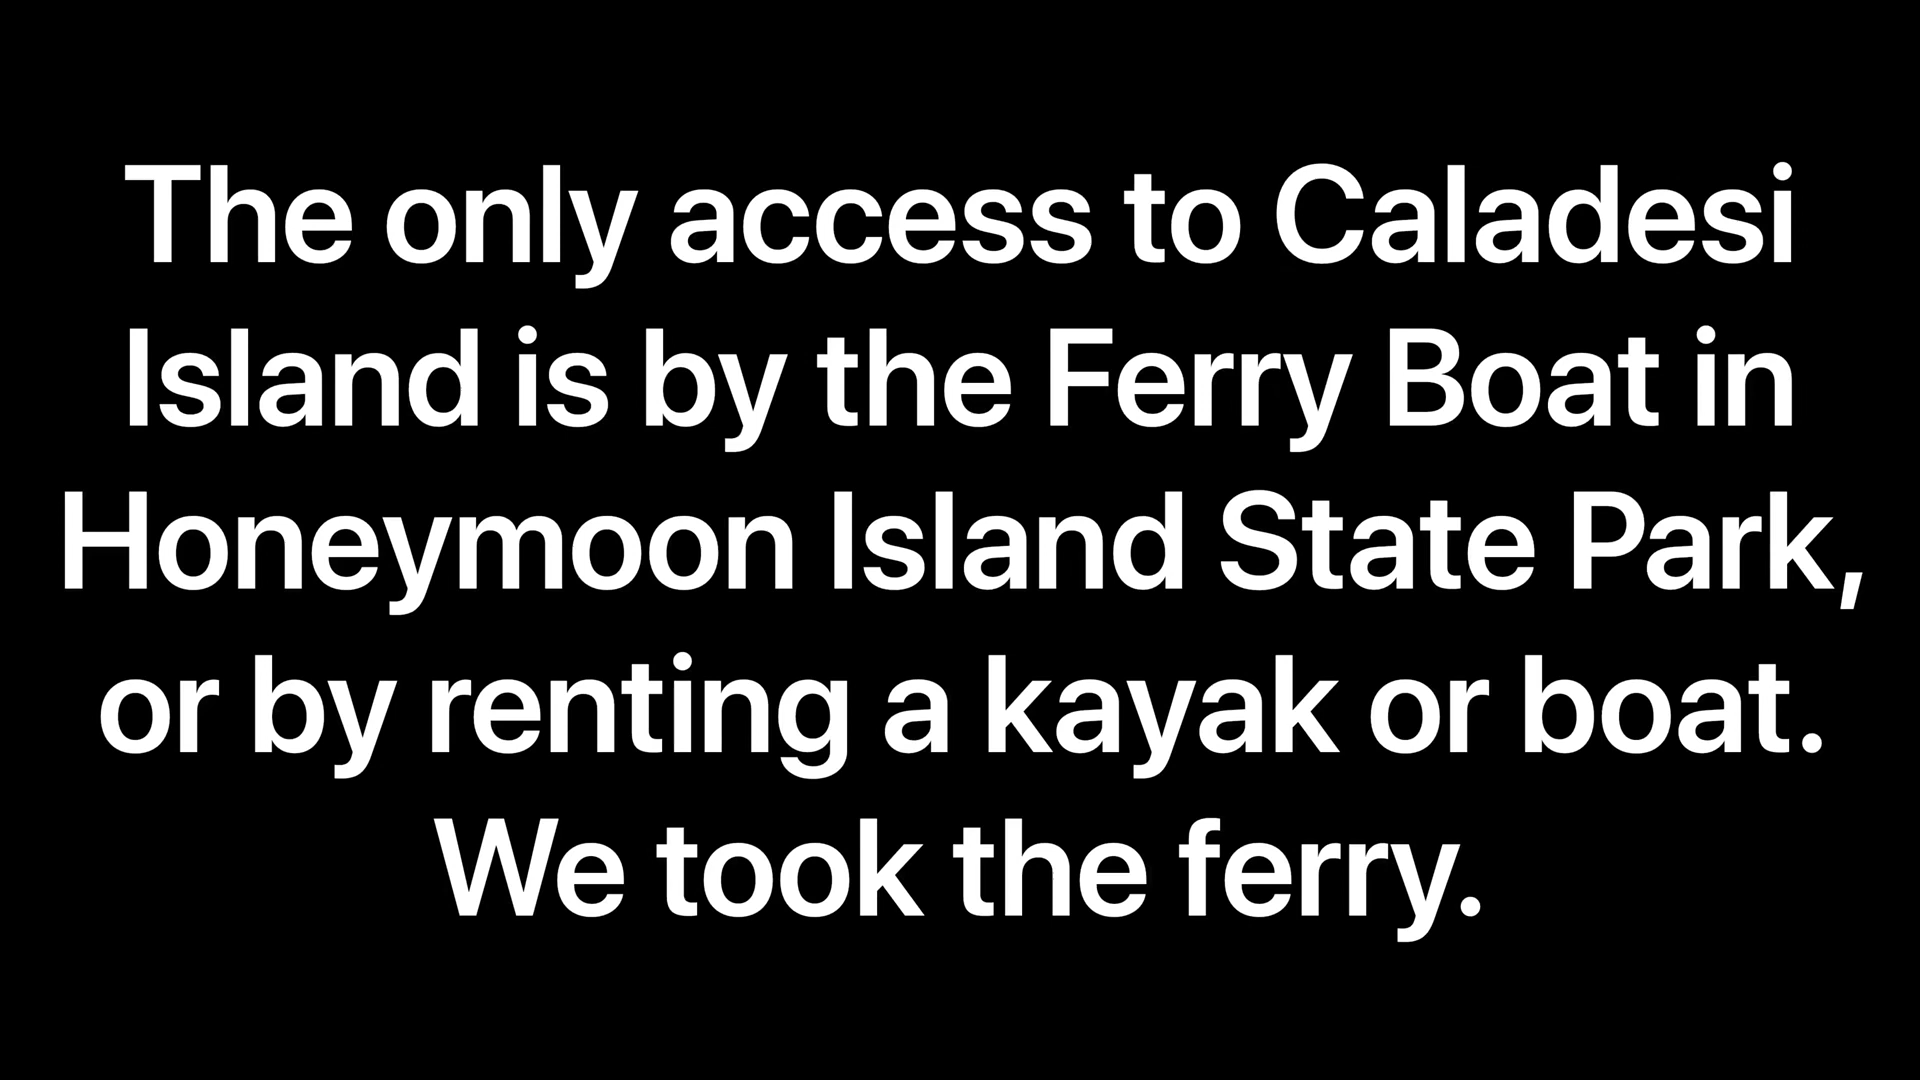 The only access to Caladesi
Island is by the Ferry Boat in
Honeymoon Island State Park,
or by renting a kayak or boat.
We took the ferry.